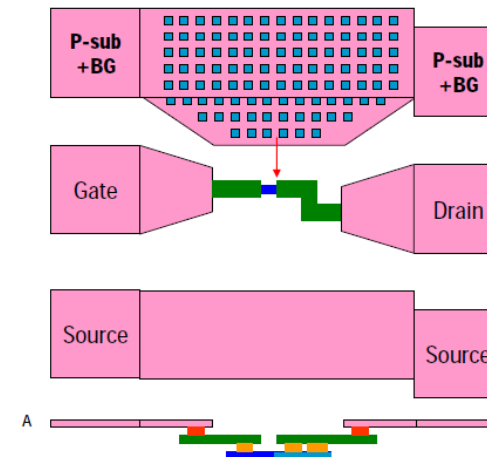 P-sub
+BG
P-sub
+BG
Gate
Drain
Source
Source
A